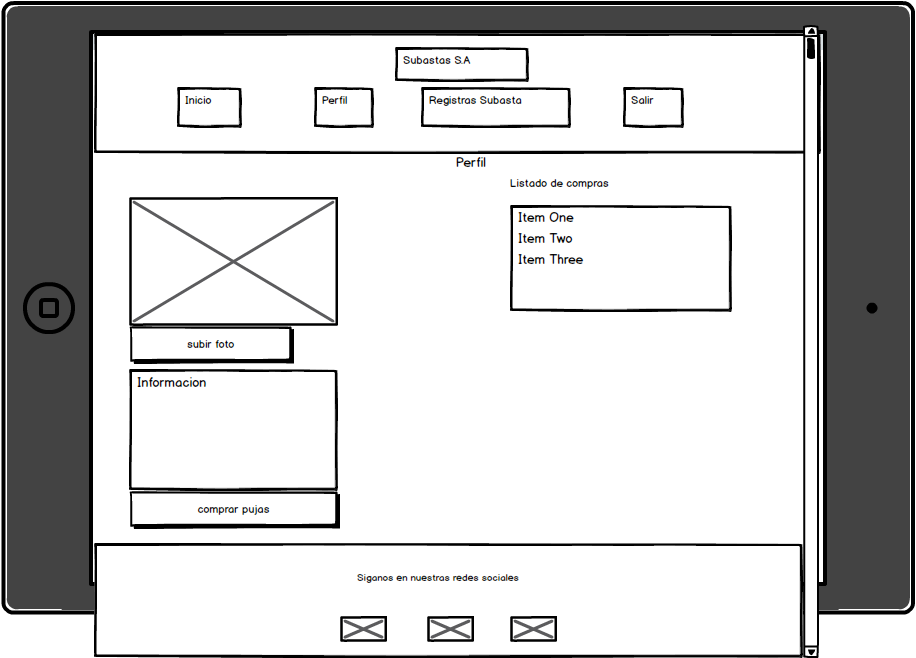 Subastas S.A
Inicio
Perfil
Registras Subasta
Salir
Perfil
Listado de compras
Item One
Item Two
Item Three
subir foto
Informacion
comprar pujas
Siganos en nuestras redes sociales